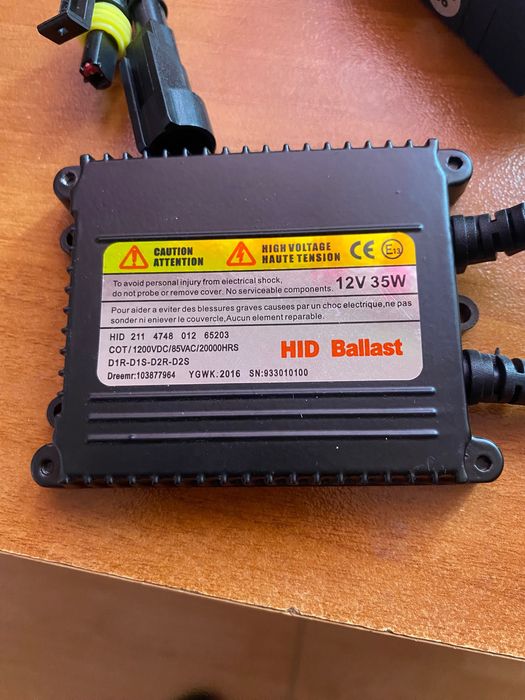 CAUTION
ATTENTION
HIGH VOLTAGE
HAUTE TENSION
CE E13
To avoid personal injury from electrical shock,
do not probe or remove cover. No serviceable components.
12V 35W
Pour aider a eviter des blessures graves causees par un choc electrique,ne pas
sonder ni eniever le couvercle,Aucun element reparable.
HID 211 4748 012 65203
COT/1200VDC/85VAC/20000HRS
D1R-D1S-D2R-D2S
Dreemr:103877964 YGWK.2016 SN:933010100
HID Ballast